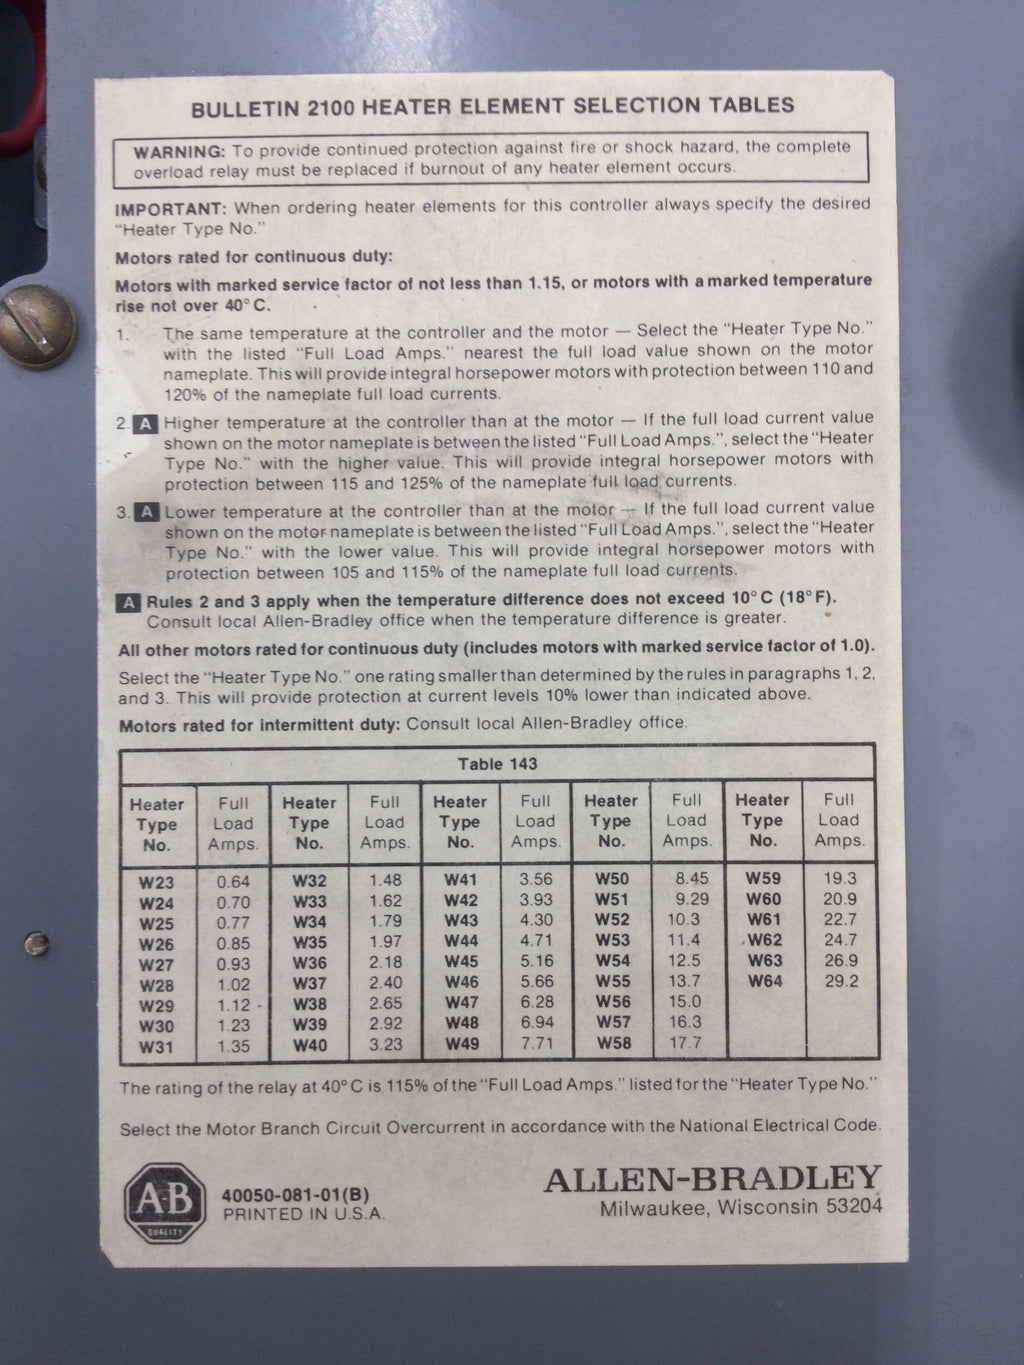 BULLETIN 2100 HEATER ELEMENT SELECTION TABLES
WARNING: To provide continued protection against fire or shock hazard, the complete
overload relay must be replaced if burnout of any heater element occurs.
IMPORTANT: When ordering heater elements for this controller always specify the desired
"Heater Type No."
Motors rated for continuous duty:
Motors with marked service factor of not less than 1.15, or motors with a marked temperature
rise not over 40°C.
1. The same temperature at the controller and the motor — Select the "Heater Type No."
with the listed "Full Load Amps." nearest the full load value shown on the motor
nameplate. This will provide integral horsepower motors with protection between 110 and
120% of the nameplate full load currents.
2. A Higher temperature at the controller than at the motor — If the full load current value
shown on the motor nameplate is between the listed "Full Load Amps.", select the "Heater
Type No." with the higher value. This will provide integral horsepower motors with
protection between 115 and 125% of the nameplate full load currents.
3. A Lower temperature at the controller than at the motor — If the full load current value
shown on the motor nameplate is between the listed "Full Load Amps.", select the "Heater
Type No." with the lower value. This will provide integral horsepower motors with
protection between 105 and 115% of the nameplate full load currents.
A Rules 2 and 3 apply when the temperature difference does not exceed 10°C (18°F).
Consult local Allen-Bradley office when the temperature difference is greater.
All other motors rated for continuous duty (includes motors with marked service factor of 1.0).
Select the "Heater Type No." one rating smaller than determined by the rules in paragraphs 1, 2,
and 3. This will provide protection at current levels 10% lower than indicated above.
Motors rated for intermittent duty: Consult local Allen-Bradley office.
Table 143
Heater Full Heater Full Heater Full Heater Full Heater Full
Type Load Type Load Type Load Type Load Type Load
No. Amps. No. Amps. No. Amps. No. Amps. No. Amps.
W23 0.64 W32 1.48 W41 3.56 W50 8.45 W59 19.3
W24 0.70 W33 1.62 W42 3.93 W51 9.29 W60 20.9
W25 0.77 W34 1.79 W43 4.30 W52 10.3 W61 22.7
W26 0.85 W35 1.97 W44 4.71 W53 11.4 W62 24.7
W27 0.93 W36 2.18 W45 5.16 W54 12.5 W63 26.9
W28 1.02 W37 2.40 W46 5.66 W55 13.7 W64 29.2
W29 1.12 W38 2.65 W47 6.28 W56 15.0
W30 1.23 W39 2.92 W48 6.94 W57 16.3
W31 1.35 W40 3.23 W49 7.71 W58 17.7
The rating of the relay at 40°C is 115% of the "Full Load Amps." listed for the "Heater Type No."
Select the Motor Branch Circuit Overcurrent in accordance with the National Electrical Code.
A-B
QUALITY
40050-081-01(B)
PRINTED IN U.S.A.
ALLEN-BRADLEY
Milwaukee, Wisconsin 53204